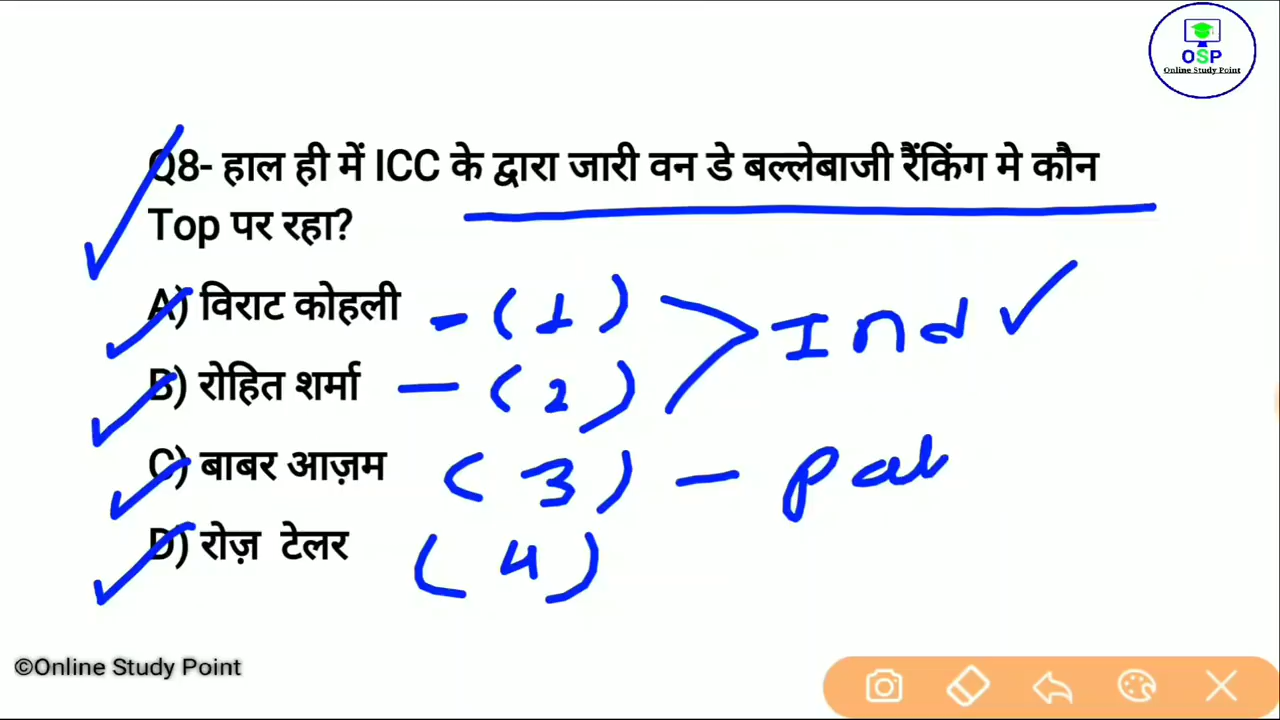 OSP
Online Study Point
Q8- हाल ही में ICC के द्वारा जारी वन डे बल्लेबाजी रैंकिंग मे कौन
Top पर रहा?
A) विराट कोहली - (1) Ind
B) रोहित शर्मा - (2)
C) बाबर आज़म (3) - Pak
D) रोज़ टेलर (4)
©Online Study Point